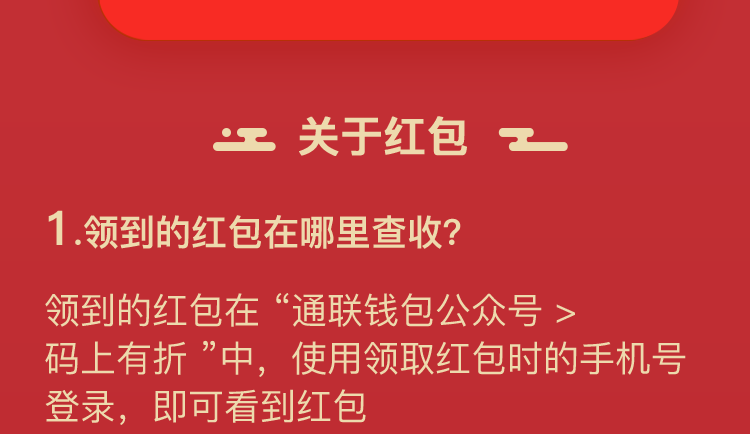 关于红包
1.领到的红包在哪里查收?
领到的红包在 “通联钱包公众号 >
码上有折 ”中，使用领取红包时的手机号
登录，即可看到红包